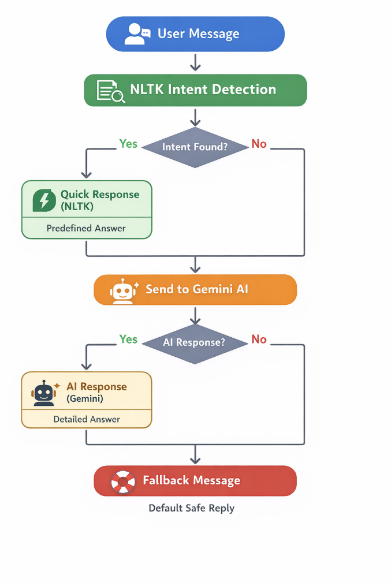 User Message
NLTK Intent Detection
Yes
Intent Found?
No
Quick Response
(NLTK)
Predefined Answer
Send to Gemini AI
Yes
AI Response?
No
AI Response
(Gemini)
Detailed Answer
Fallback Message
Default Safe Reply